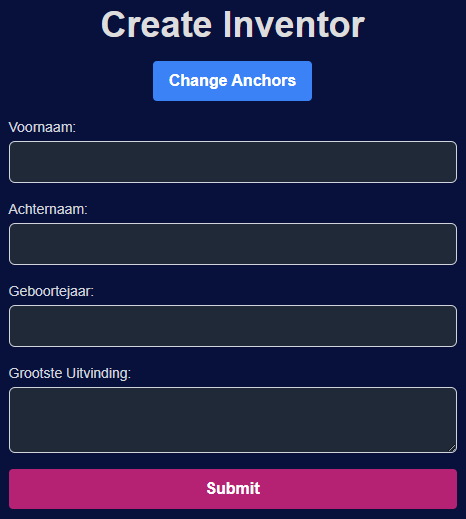 Create Inventor
Change Anchors
Voornaam:
Achternaam:
Geboortejaar:
Grootste Uitvinding:
Submit